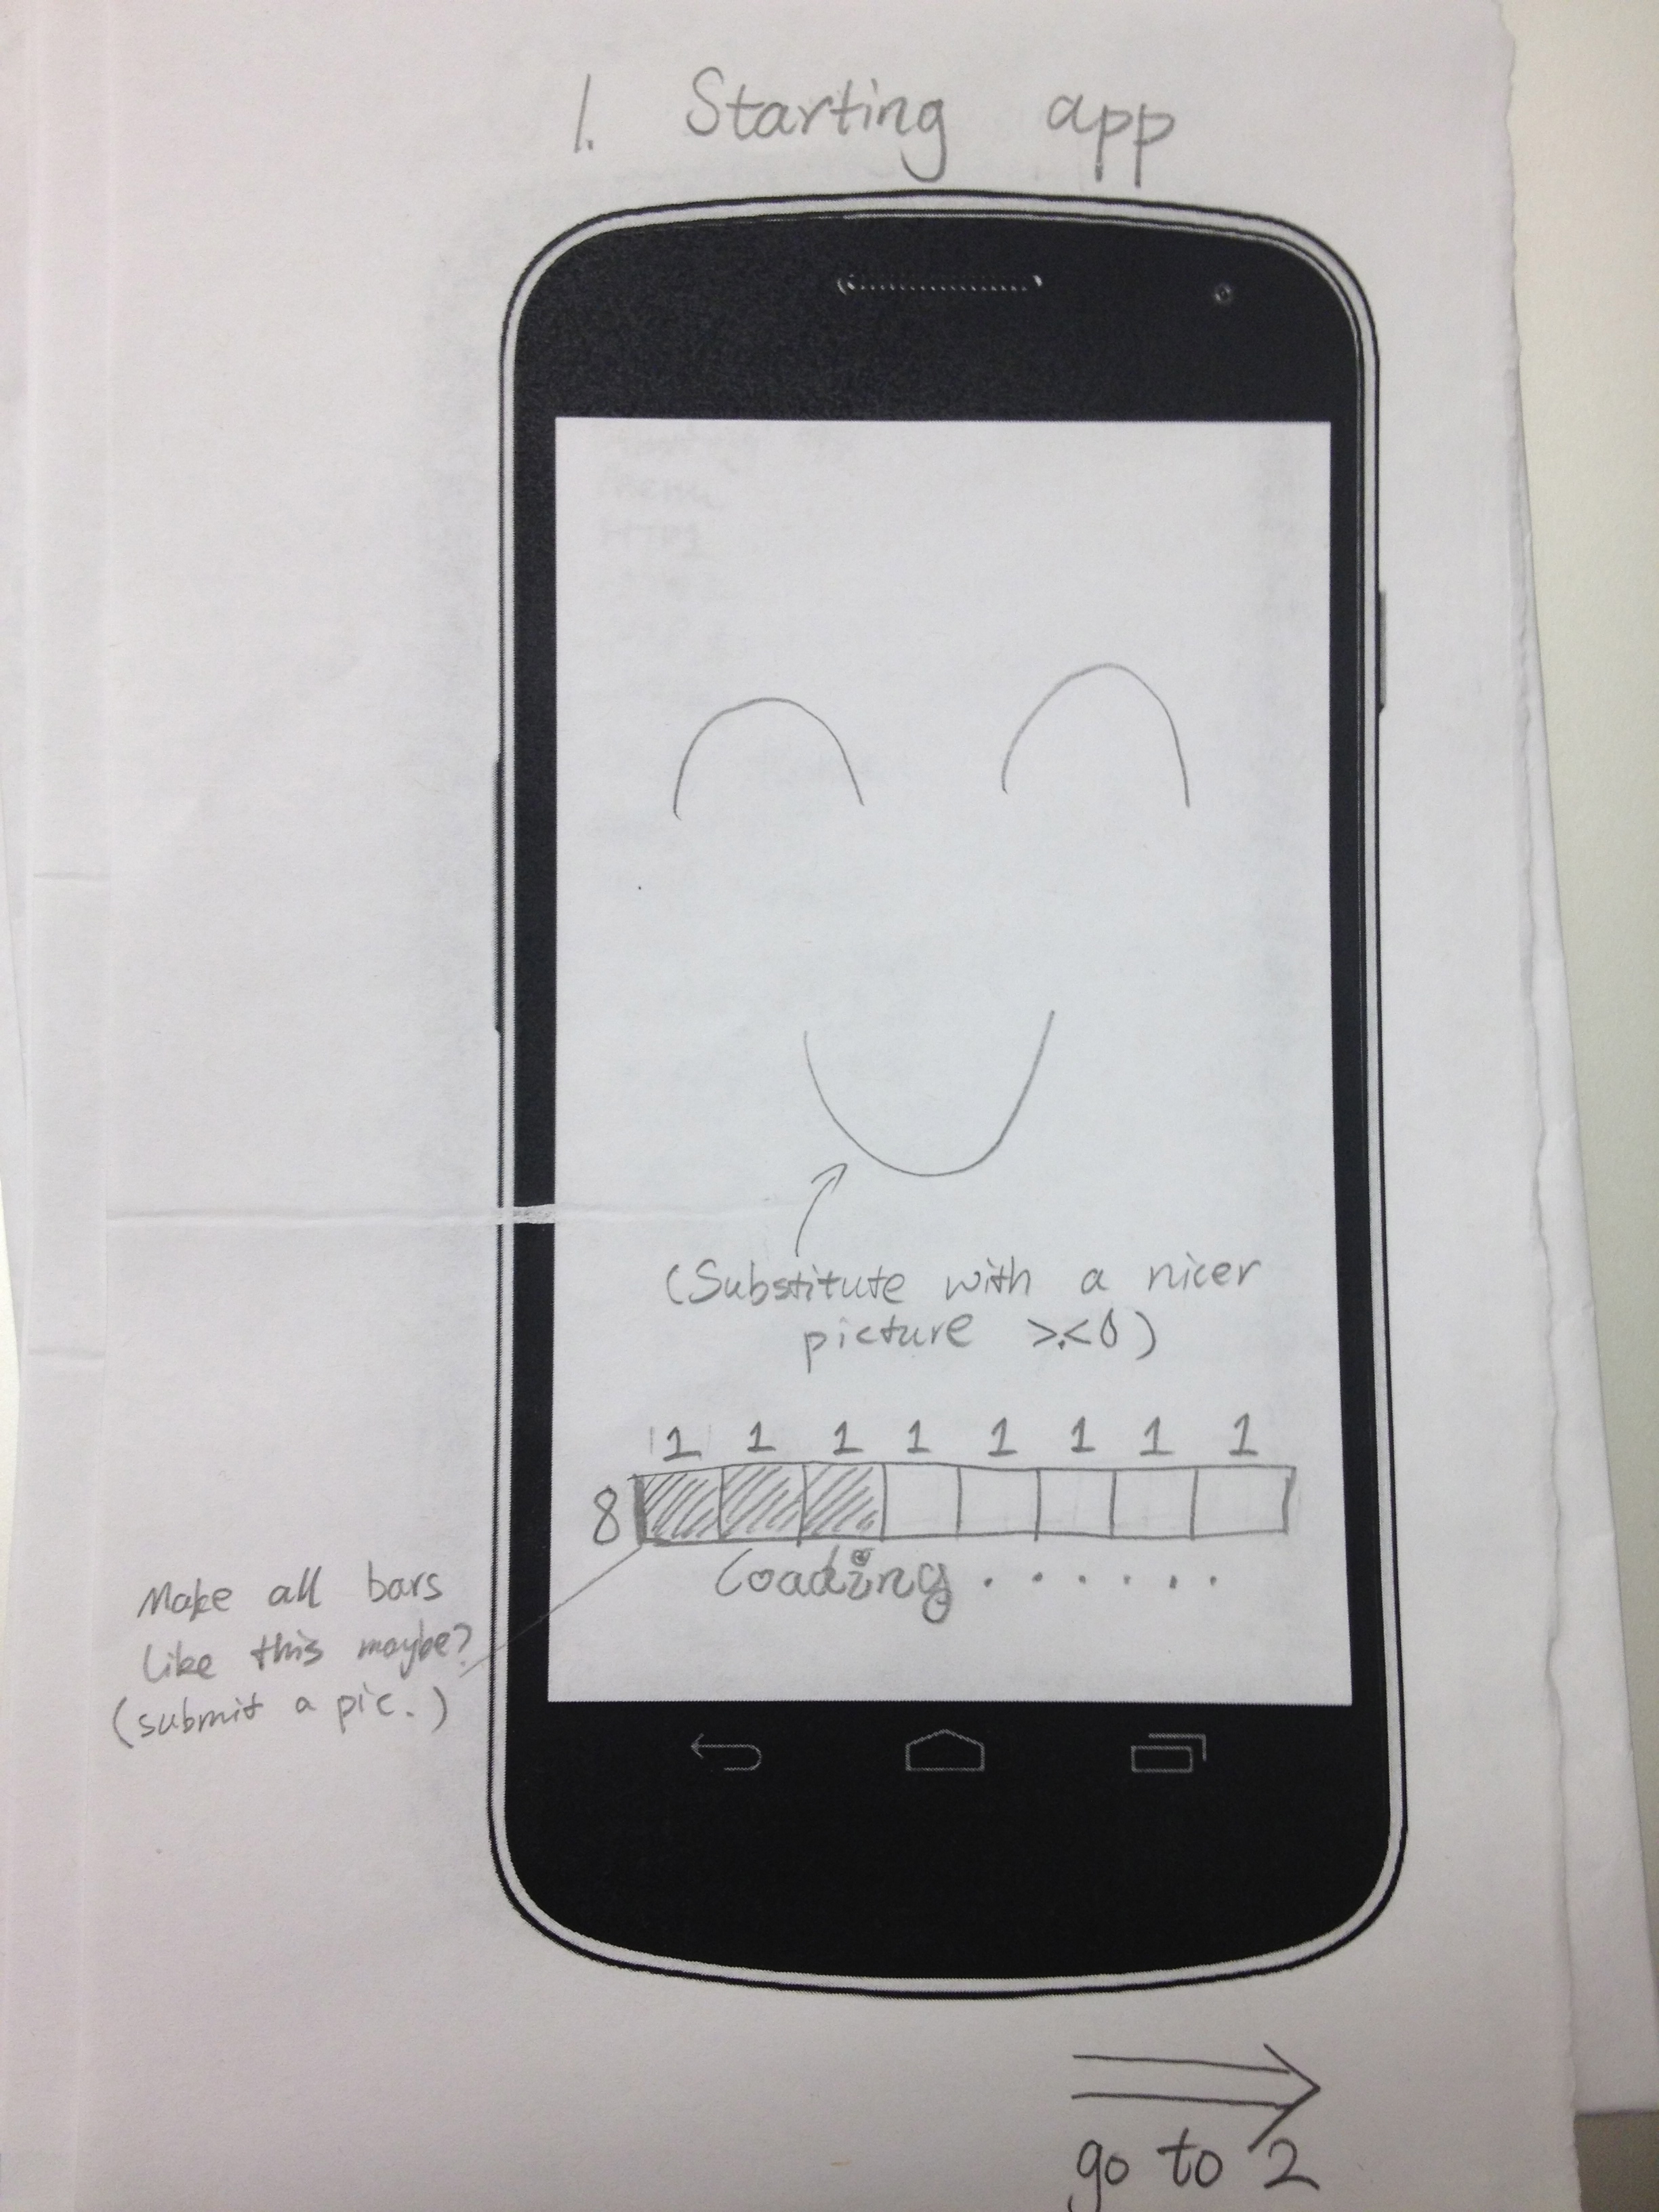 1. Starting app
(Substitute with a nicer
picture >.<0)
1 1 1 1 1 1 1 1
8
Loading.......
Make all bars
like this maybe?
(submit a pic.)
go to 2